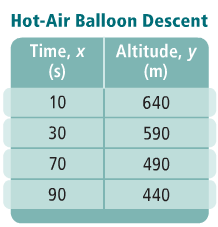 Hot-Air Balloon Descent
Time, x Altitude, y
(s) (m)
10 640
30 590
70 490
90 440